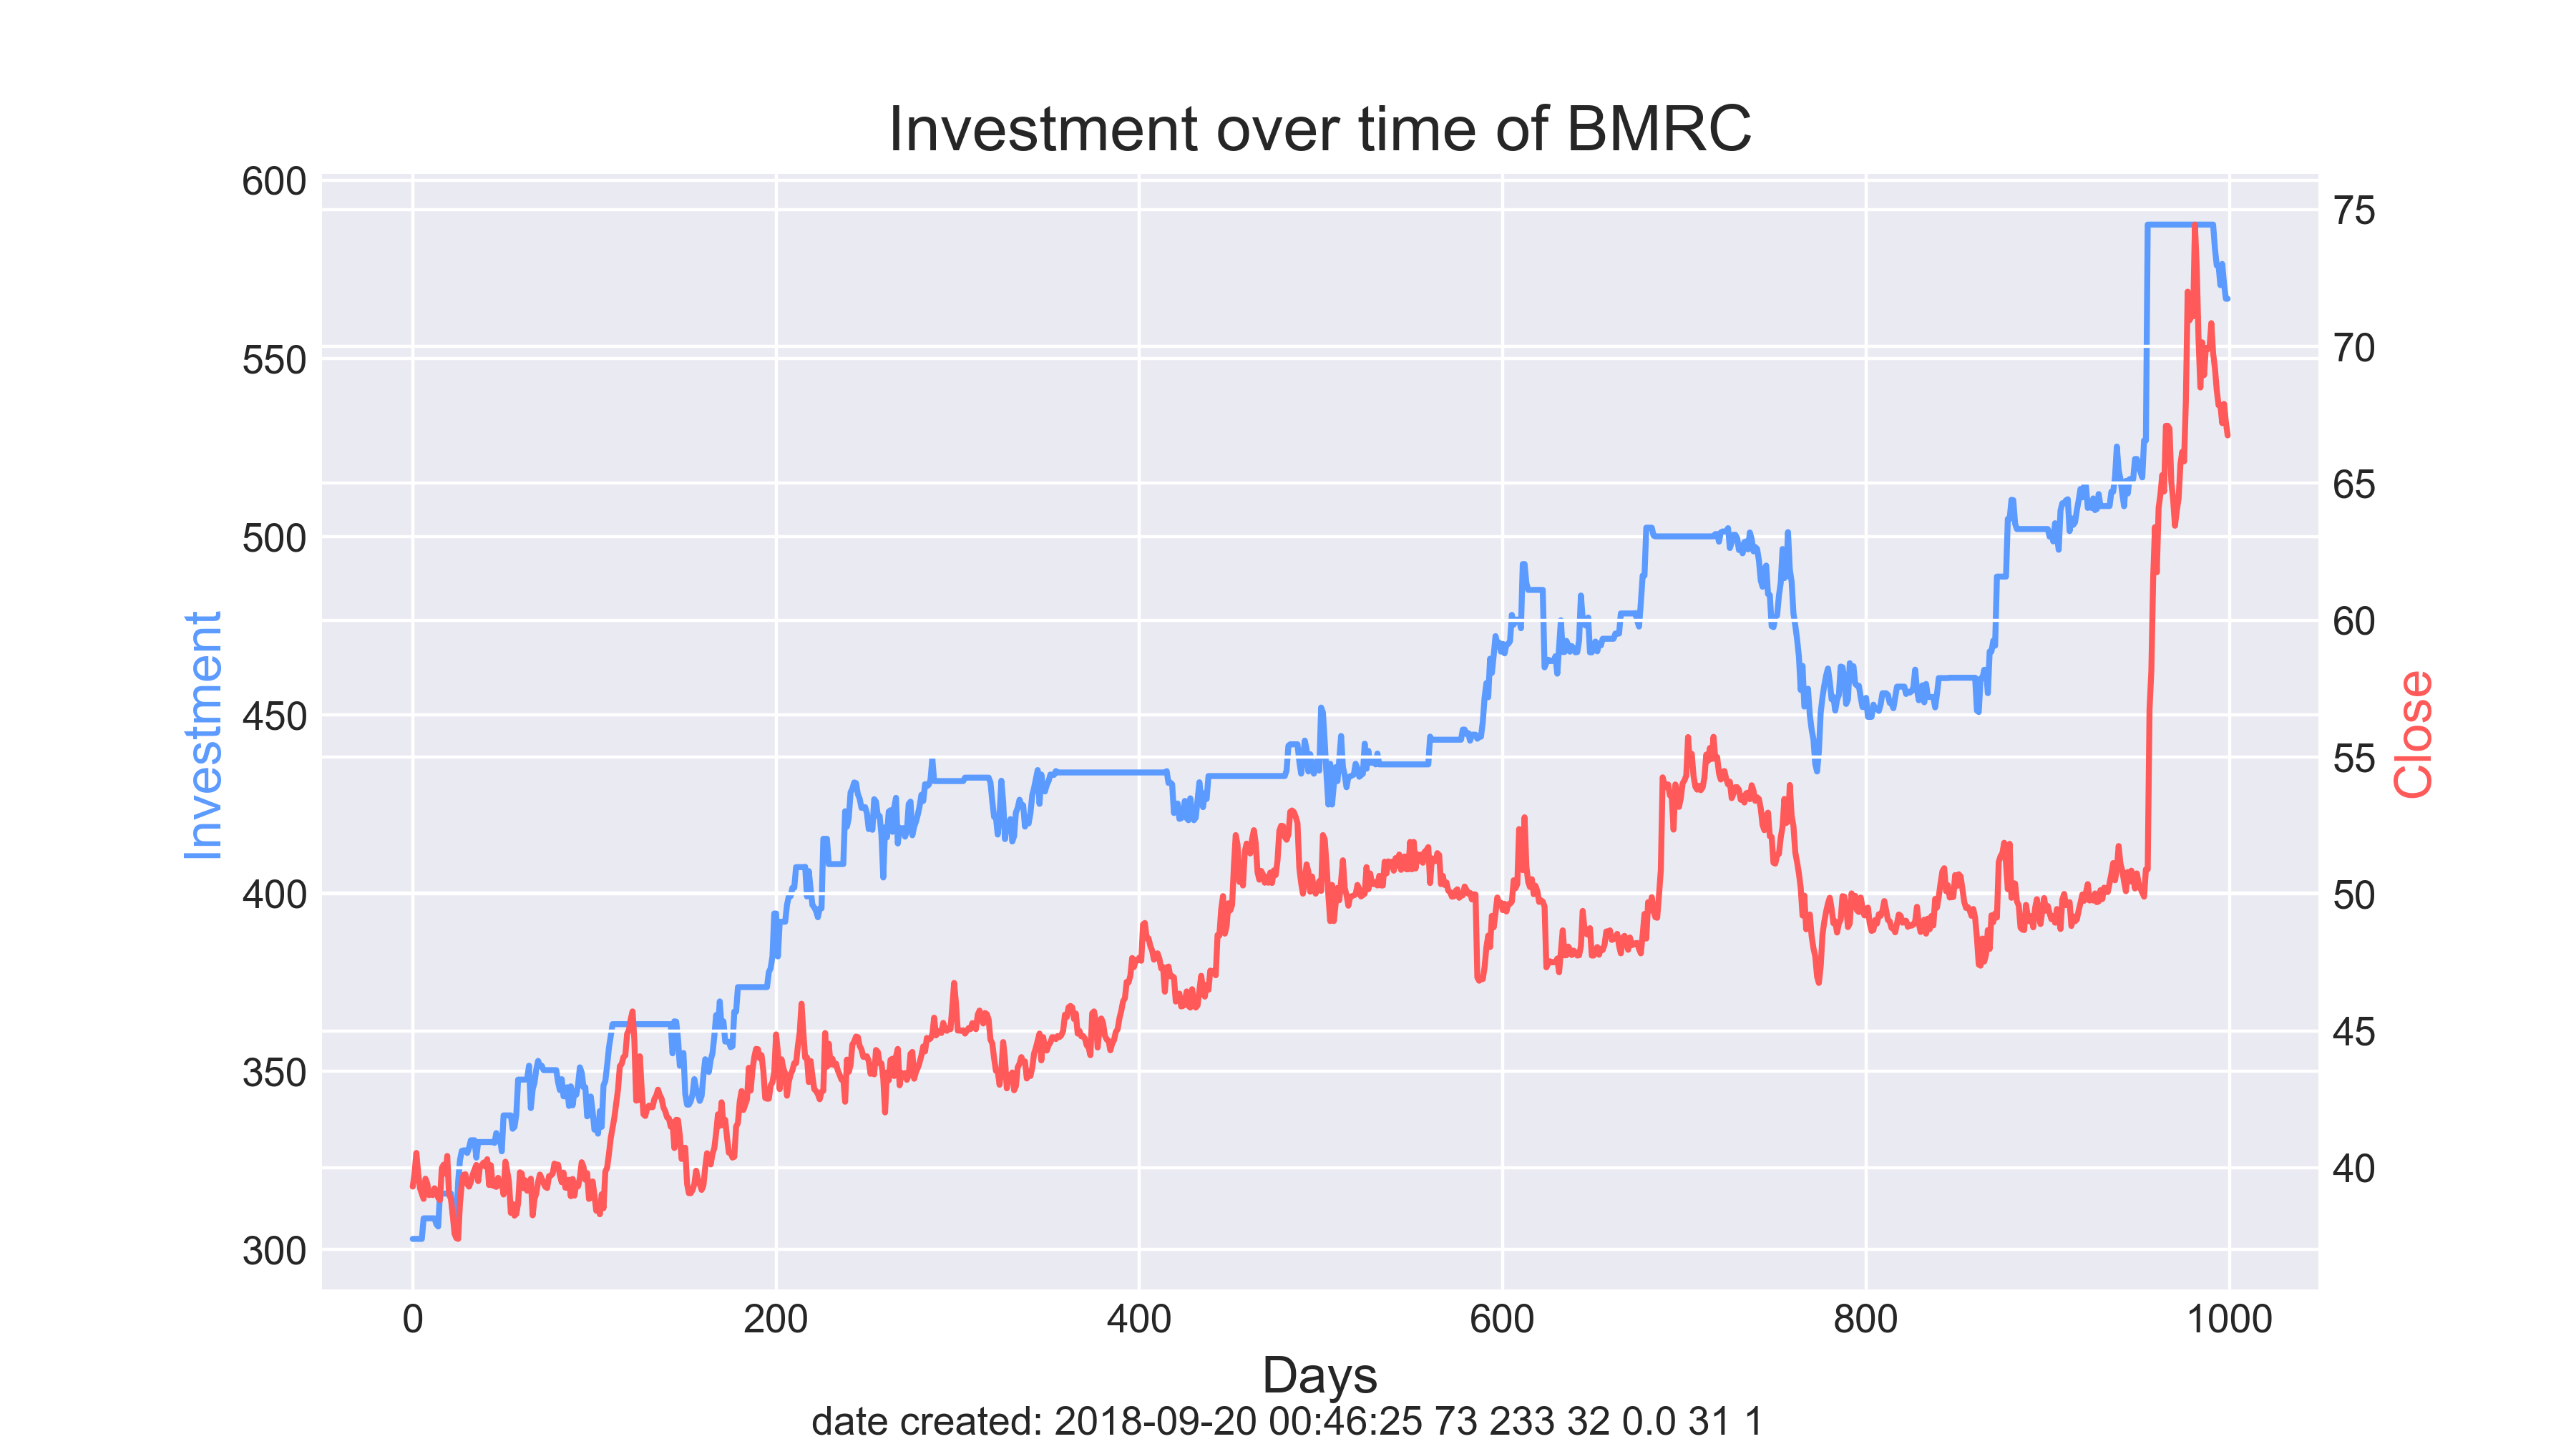 Investment over time of BMRC
600
550
500
450
400
350
300
Investment
75
70
65
60
55
50
45
40
Close
0 200 400 600 800 1000
Days
date created: 2018-09-20 00:46:25 73 233 32 0.0 31 1